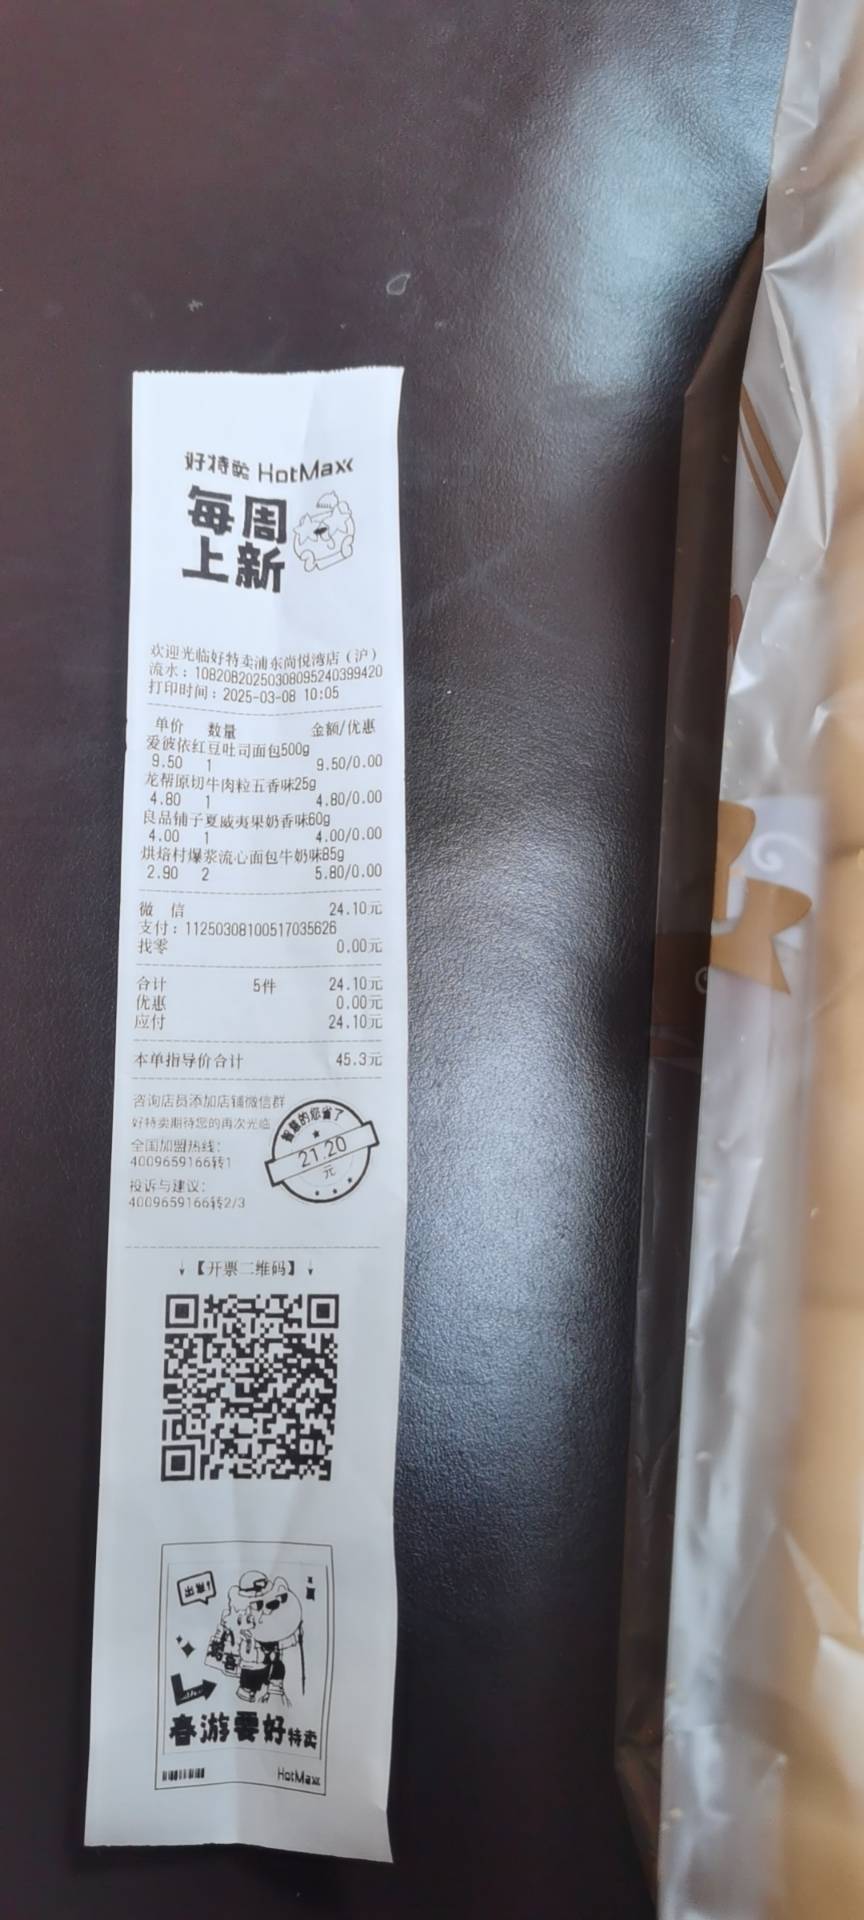 好特卖 HotMaxx
每周
上新
欢迎光临好特卖浦东尚悦湾店（沪）
流水：108208202503080952403994​20
打印时间：2025-03-08 10:05
单价 数量 金额/优惠
爱彼依红豆吐司面包500g
9.50 1 9.50/0.00
龙帮原切牛肉粒五香味25g
4.80 1 4.80/0.00
良品铺子夏威夷果奶香味60g
4.00 1 4.00/0.00
烘焙村爆浆流心面包牛奶味85g
2.90 2 5.80/0.00
微 信 24.10元
支付：11250308100517035626
找零 0.00元
合计 5件 24.10元
优惠 0.00元
应付 24.10元
本单指导价合计 45.3元
咨询店员添加店铺微信群
好特卖期待您的再次光临
全国加盟热线：
4009659166转1
投诉与建议：
4009659166转2/3
智慧的您省了
21.20
元
↓【开票二维码】↓
春游要好特卖
HotMaxx